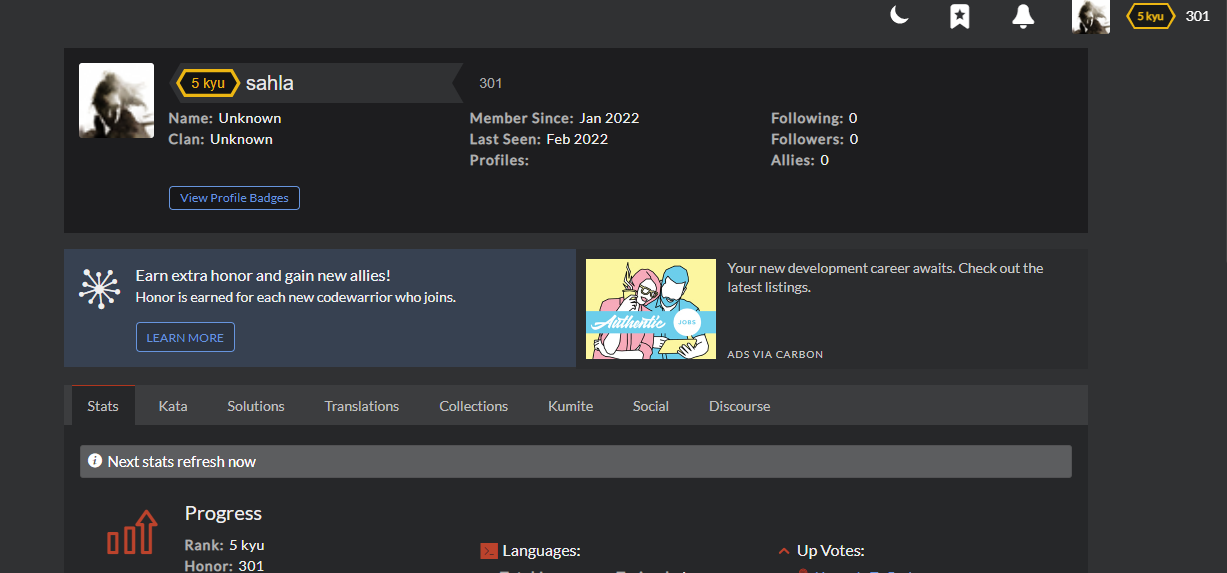 5 kyu 301
5 kyu sahla 301
Name: Unknown
Clan: Unknown
Member Since: Jan 2022
Last Seen: Feb 2022
Profiles:
Following: 0
Followers: 0
Allies: 0
View Profile Badges
Earn extra honor and gain new allies!
Honor is earned for each new codewarrior who joins.
LEARN MORE
Authentic JOBS
Your new development career awaits. Check out the
latest listings.
ADS VIA CARBON
Stats Kata Solutions Translations Collections Kumite Social Discourse
Next stats refresh now
Progress
Rank: 5 kyu
Honor: 301
Languages:
Up Votes: